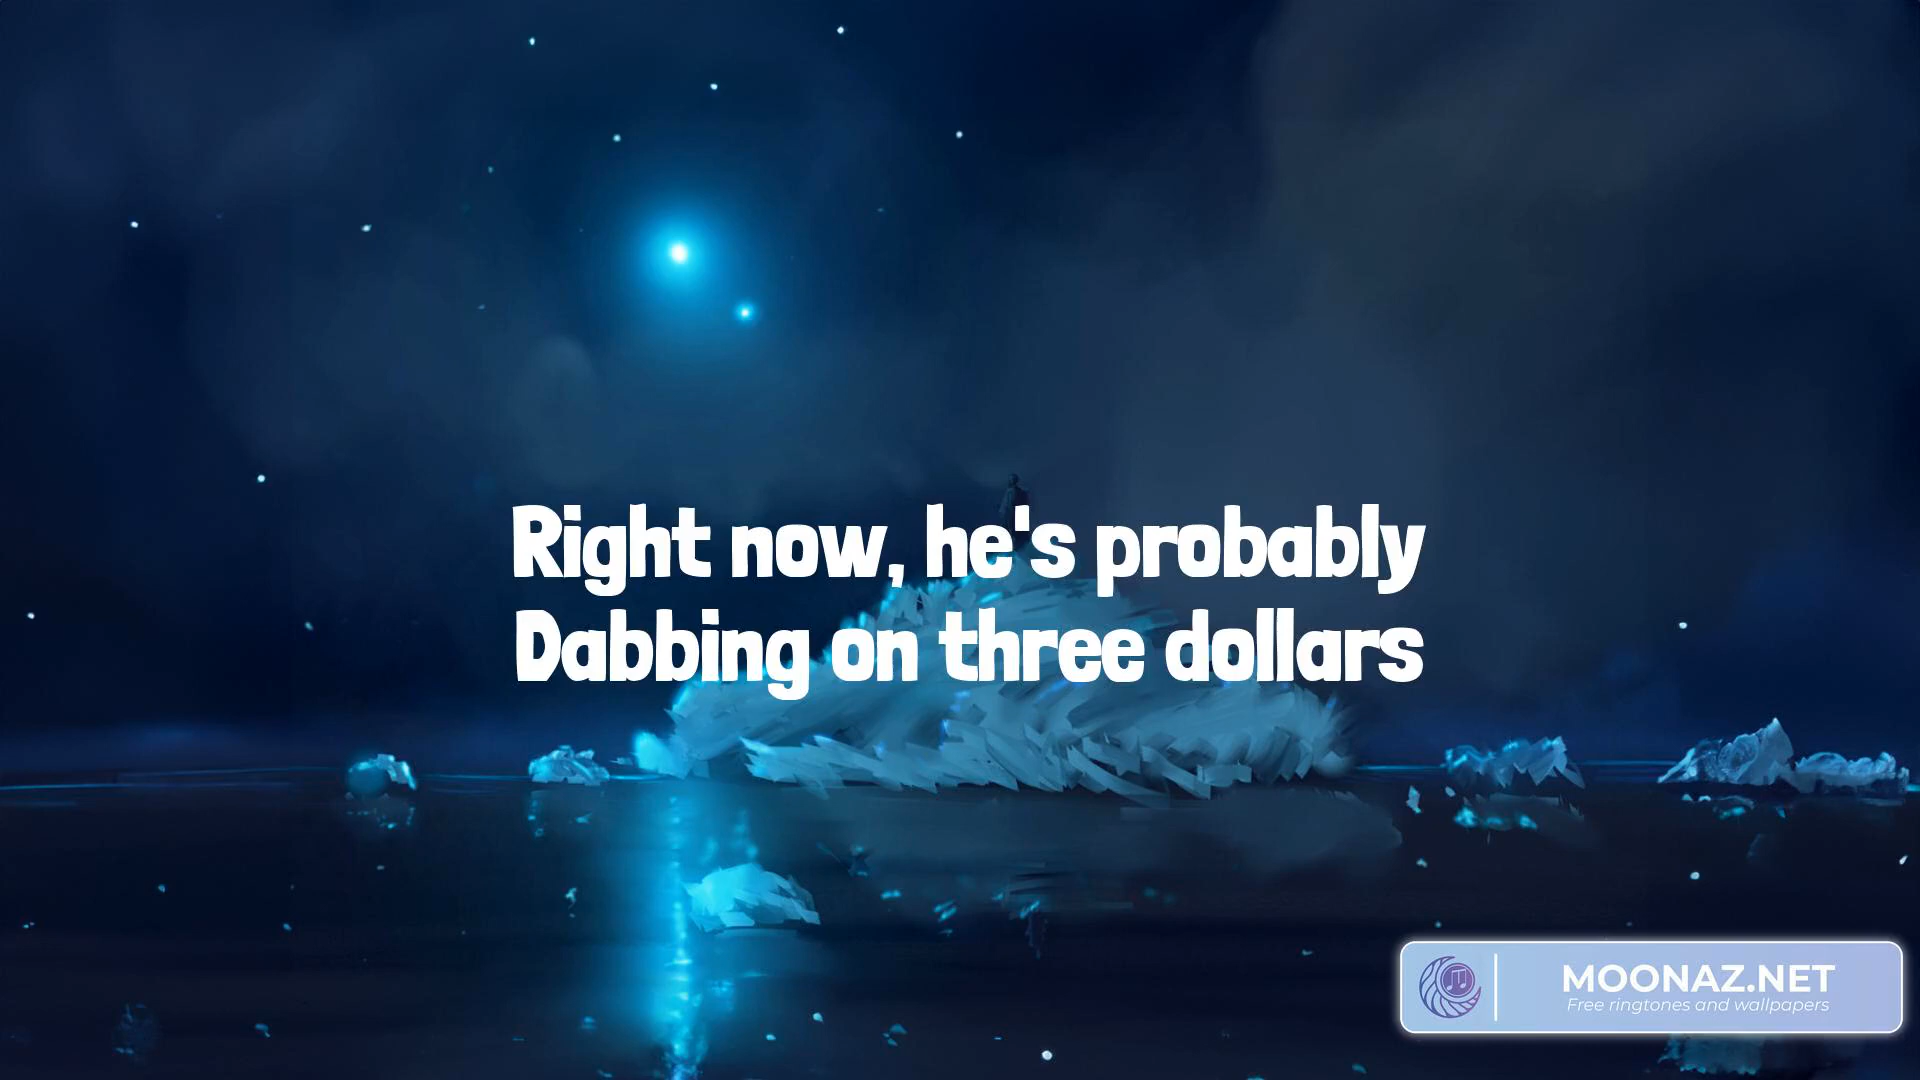 Right now, he's probably
Dabbing on three dollars
MOONAZ.NET
Free ringtones and wallpapers